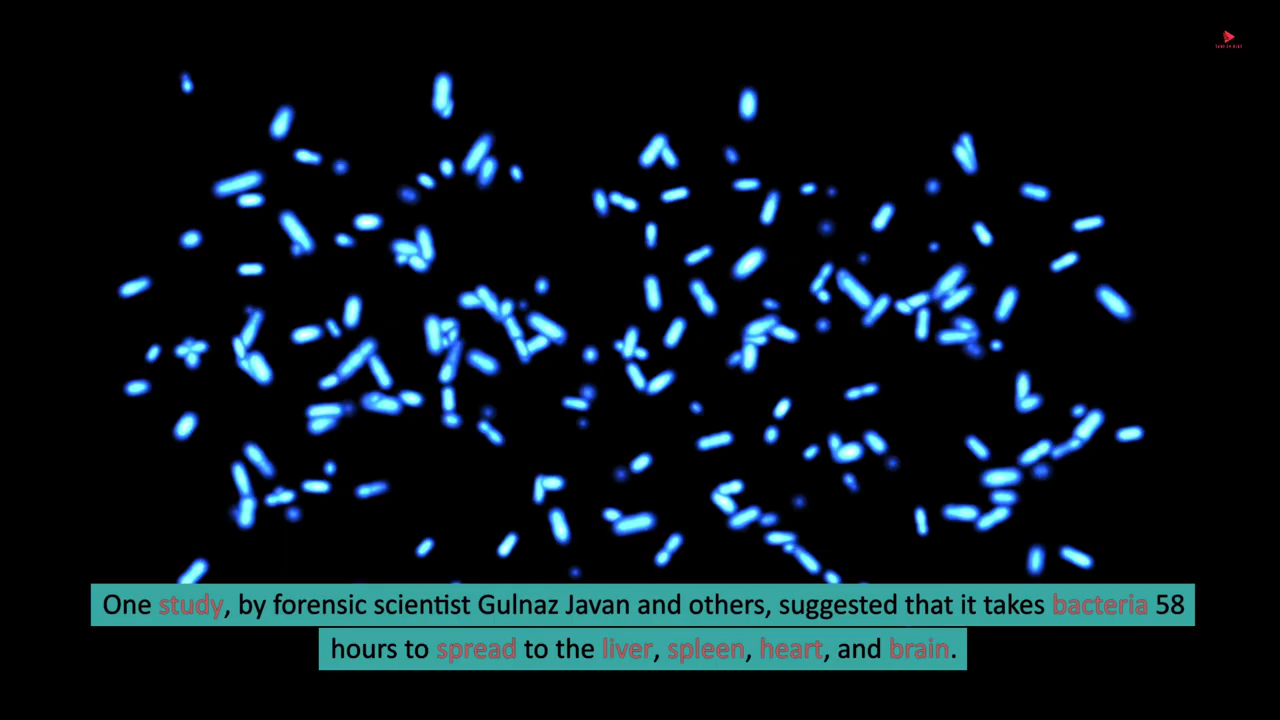 One study, by forensic scientist Gulnaz Javan and others, suggested that it takes bacteria 58
hours to spread to the liver, spleen, heart, and brain.